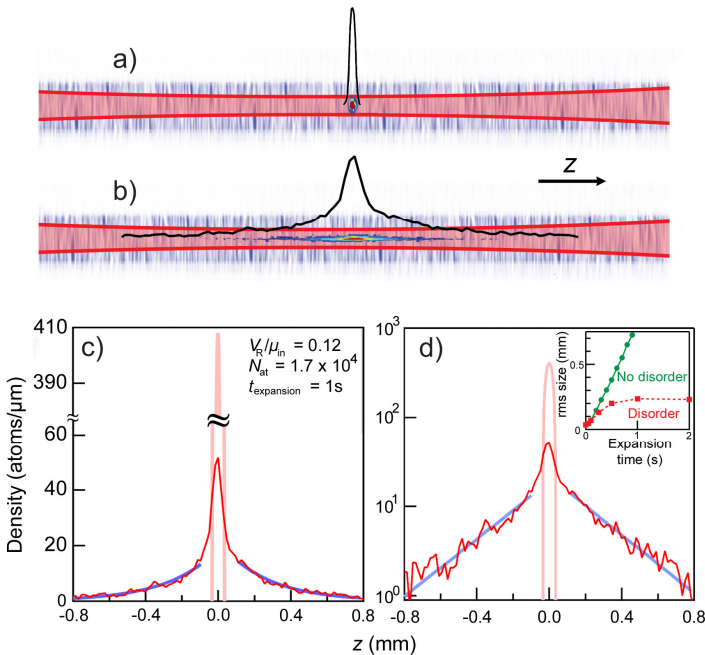 a)
b)
z
c)
V_R/μ_in = 0.12
N_at = 1.7 x 10^4
t_expansion = 1s
410
390
60
40
20
0
≈
≈
Density (atoms/μm)
-0.8
-0.4
0.0
0.4
0.8
d)
10^3
10^2
10^1
10^0
-0.8
-0.4
0.0
0.4
0.8
rms size (mm)
0.5
0
No disorder
Disorder
0
1
2
Expansion
time (s)
z (mm)